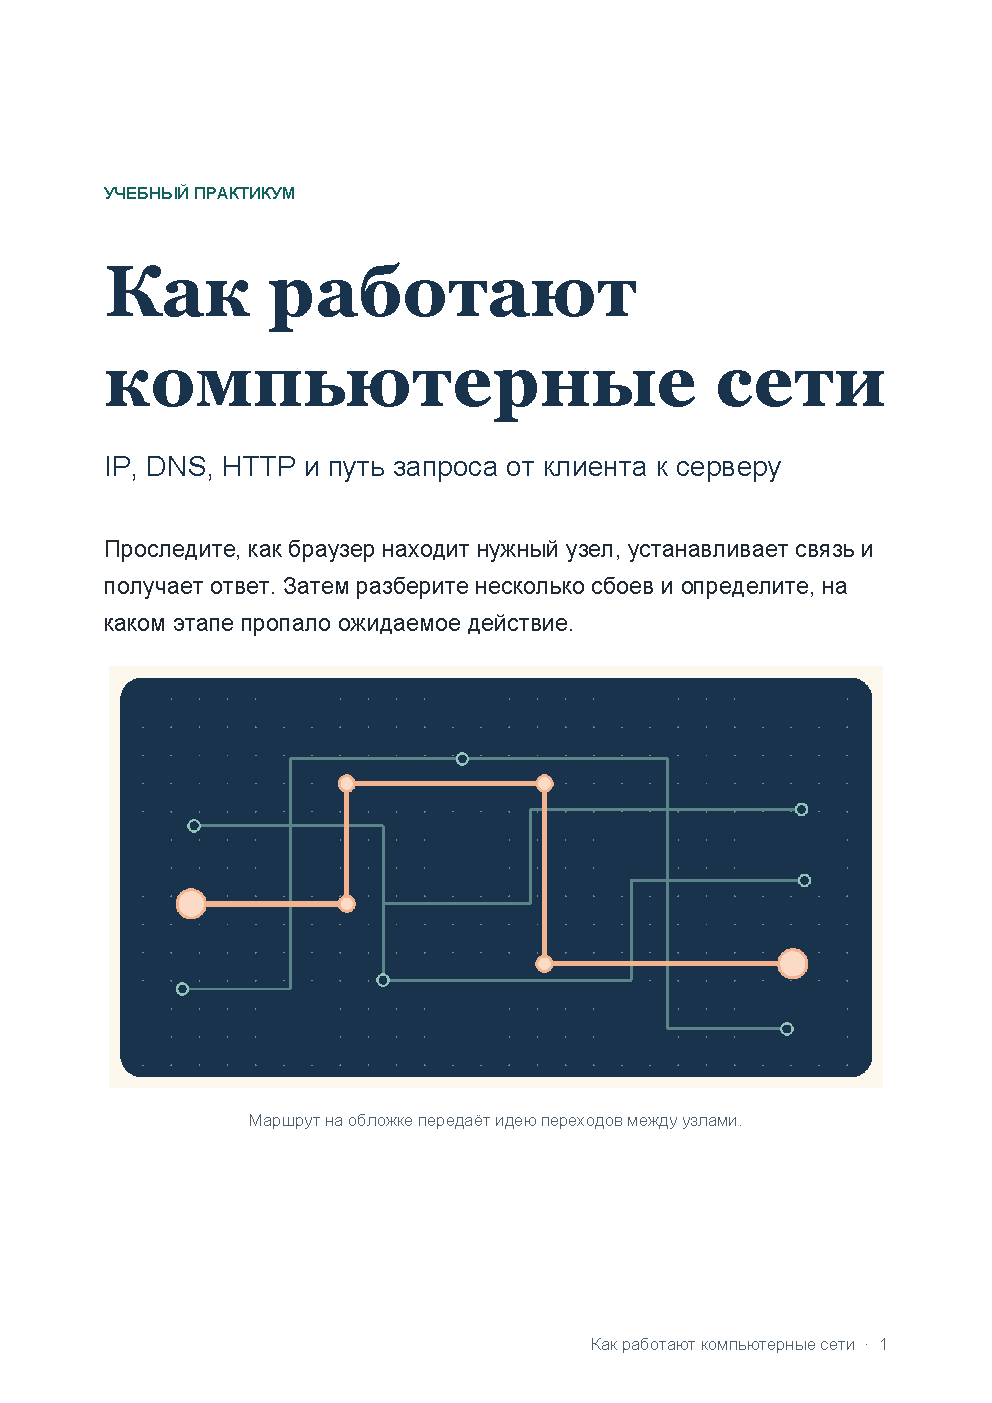 УЧЕБНЫЙ ПРАКТИКУМ
Как работают
компьютерные сети
IP, DNS, HTTP и путь запроса от клиента к серверу
Проследите, как браузер находит нужный узел, устанавливает связь и
получает ответ. Затем разберите несколько сбоев и определите, на
каком этапе пропало ожидаемое действие.
Маршрут на обложке передаёт идею переходов между узлами.
Как работают компьютерные сети · 1